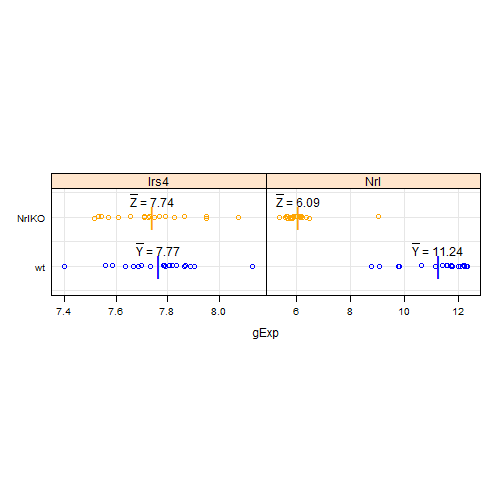 Irs4 Nrl
Z̅ = 7.74 Z̅ = 6.09
NrlKO
Y̅ = 7.77 Y̅ = 11.24
wt
7.4 7.6 7.8 8.0 6 8 10 12
gExp